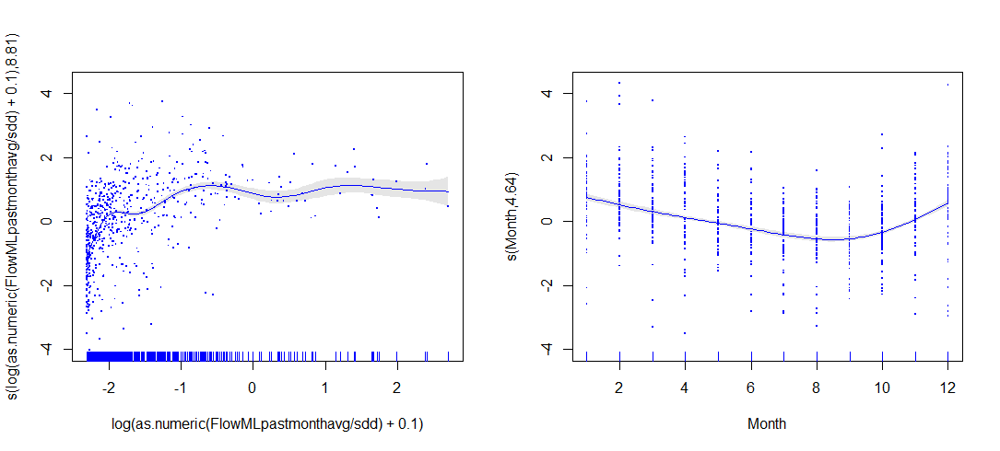 s(log(as.numeric(FlowMLpastmonthavg/sdd) + 0.1),8.81)
4
2
0
-2
-4
-2 -1 0 1 2
log(as.numeric(FlowMLpastmonthavg/sdd) + 0.1)
s(Month,4.64)
4
2
0
-2
-4
2 4 6 8 10 12
Month